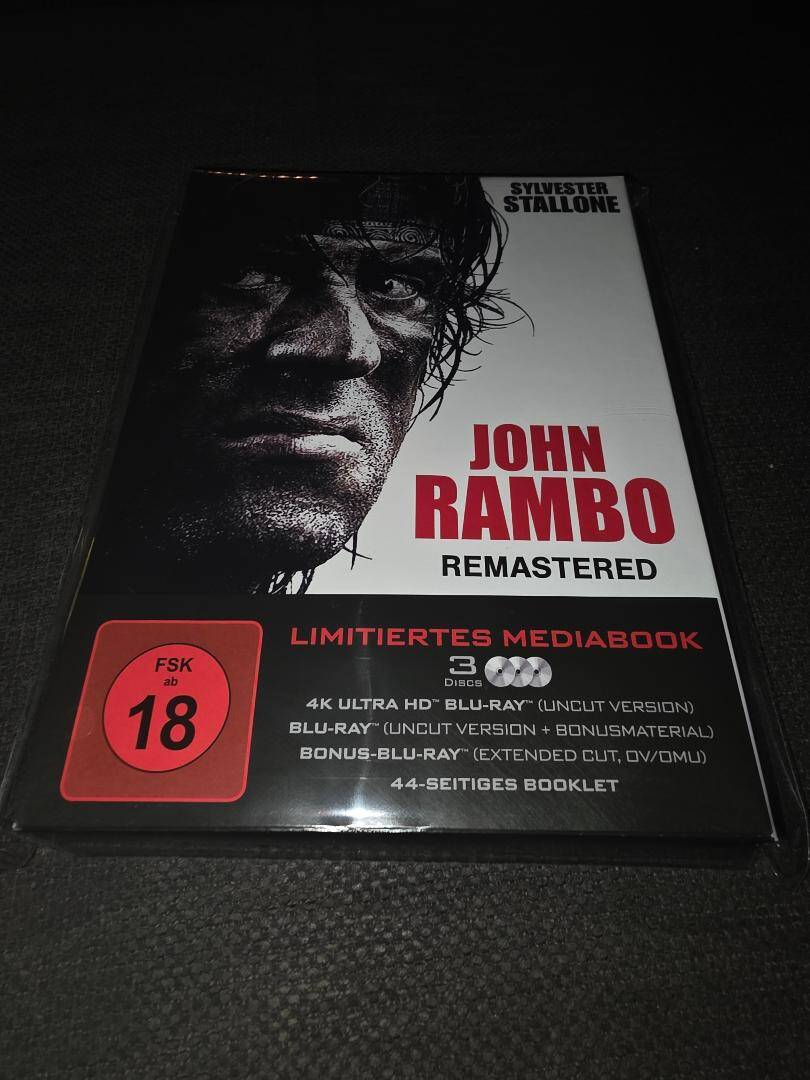 SYLVESTER
STALLONE
JOHN
RAMBO
REMASTERED
LIMITIERTES MEDIABOOK
3
DISCS
4K ULTRA HD™ BLU-RAY™ (UNCUT VERSION)
BLU-RAY™ (UNCUT VERSION + BONUSMATERIAL)
BONUS-BLU-RAY™ (EXTENDED CUT, OV/OMU)
44-SEITIGES BOOKLET
FSK
ab
18